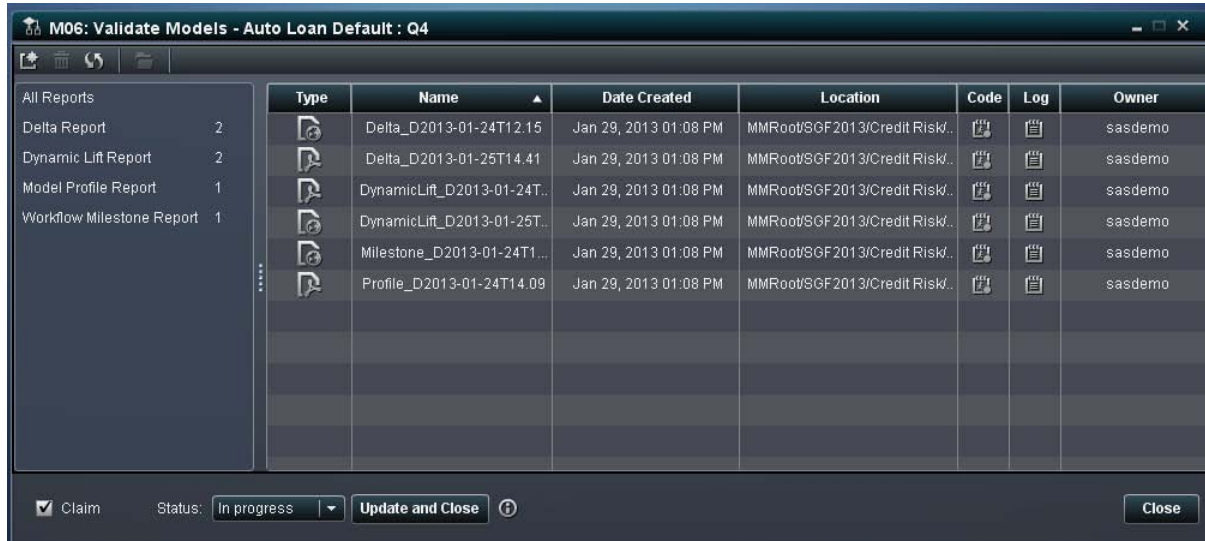 M06: Validate Models - Auto Loan Default : Q4
All Reports
Delta Report 2
Dynamic Lift Report 2
Model Profile Report 1
Workflow Milestone Report 1
Type Name Date Created Location Code Log Owner
Delta_D2013-01-24T12.15 Jan 29, 2013 01:08 PM MMRoot/SGF2013/Credit Risk/.. sasdemo
Delta_D2013-01-25T14.41 Jan 29, 2013 01:08 PM MMRoot/SGF2013/Credit Risk/.. sasdemo
DynamicLift_D2013-01-24T.. Jan 29, 2013 01:08 PM MMRoot/SGF2013/Credit Risk/.. sasdemo
DynamicLift_D2013-01-25T.. Jan 29, 2013 01:08 PM MMRoot/SGF2013/Credit Risk/.. sasdemo
Milestone_D2013-01-24T1... Jan 29, 2013 01:08 PM MMRoot/SGF2013/Credit Risk/.. sasdemo
Profile_D2013-01-24T14.09 Jan 29, 2013 01:08 PM MMRoot/SGF2013/Credit Risk/.. sasdemo
Claim Status: In progress Update and Close Close